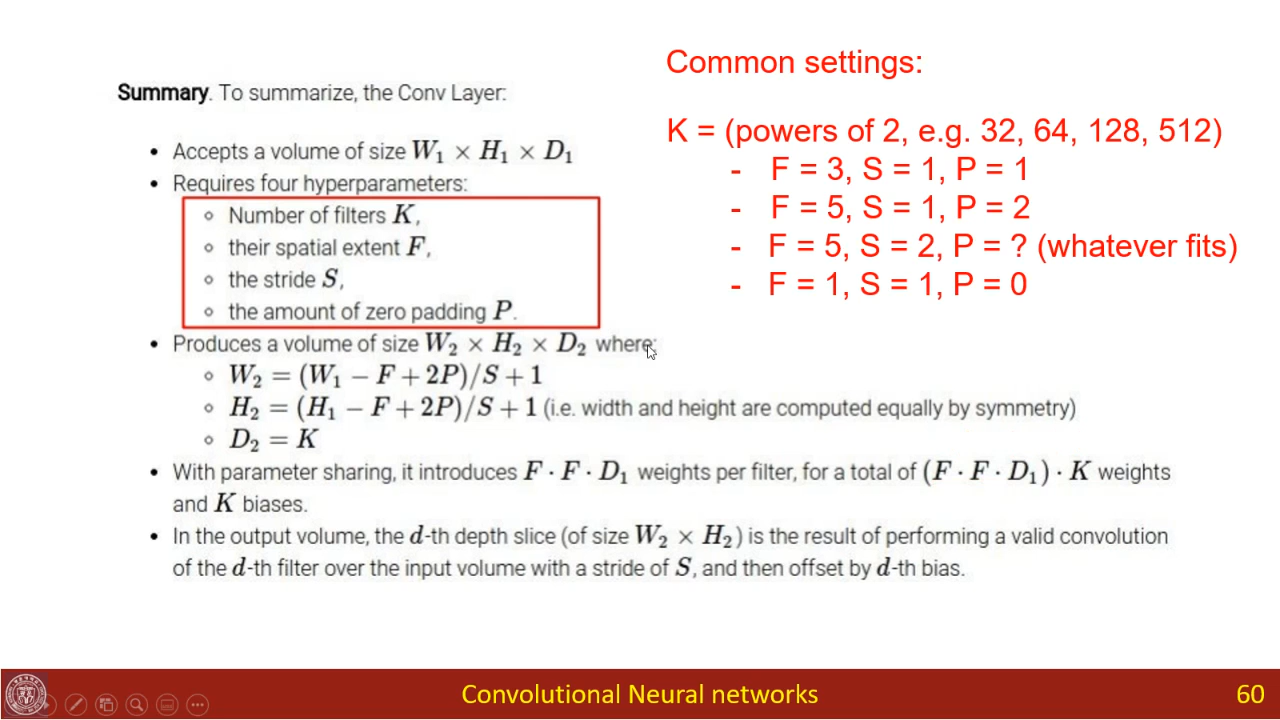 Common settings:
Summary. To summarize, the Conv Layer:
K = (powers of 2, e.g. 32, 64, 128, 512)
- F = 3, S = 1, P = 1
- F = 5, S = 1, P = 2
- F = 5, S = 2, P = ? (whatever fits)
- F = 1, S = 1, P = 0
• Accepts a volume of size W₁ × H₁ × D₁
• Requires four hyperparameters:
◦ Number of filters K,
◦ their spatial extent F,
◦ the stride S,
◦ the amount of zero padding P.
• Produces a volume of size W₂ × H₂ × D₂ where:
◦ W₂ = (W₁ − F + 2P)/S + 1
◦ H₂ = (H₁ − F + 2P)/S + 1 (i.e. width and height are computed equally by symmetry)
◦ D₂ = K
• With parameter sharing, it introduces F · F · D₁ weights per filter, for a total of (F · F · D₁) · K weights
and K biases.
• In the output volume, the d-th depth slice (of size W₂ × H₂) is the result of performing a valid convolution
of the d-th filter over the input volume with a stride of S, and then offset by d-th bias.
Convolutional Neural networks
60